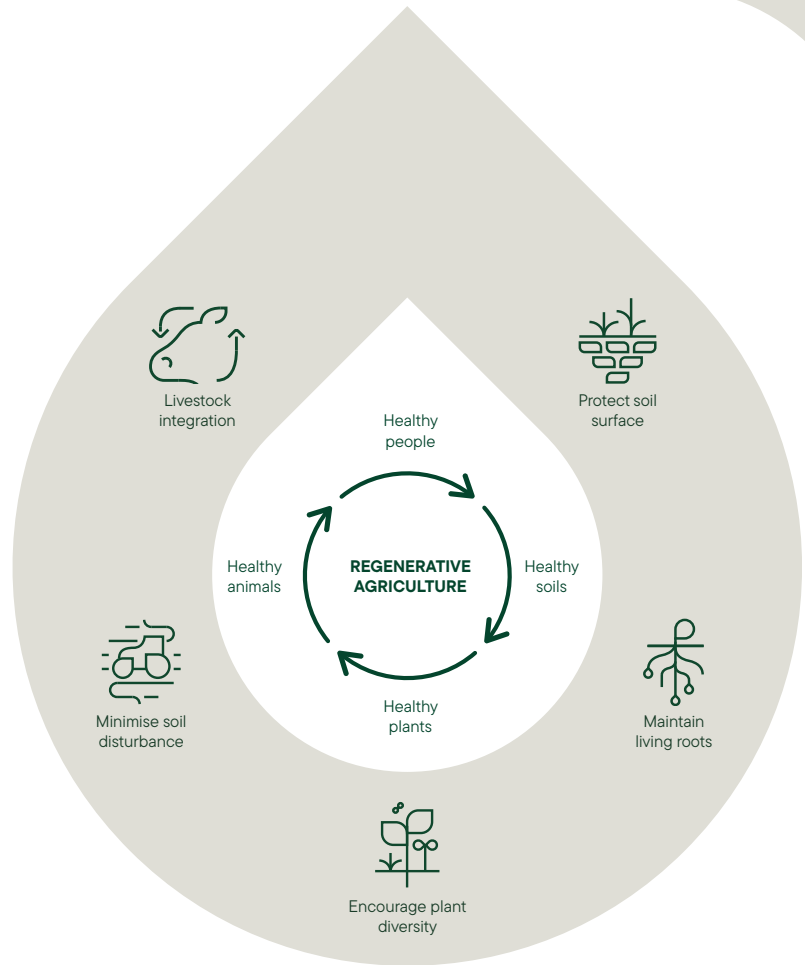 Livestock
integration
Protect soil
surface
Healthy
people
Healthy
animals
REGENERATIVE
AGRICULTURE
Healthy
soils
Healthy
plants
Minimise soil
disturbance
Maintain
living roots
Encourage plant
diversity